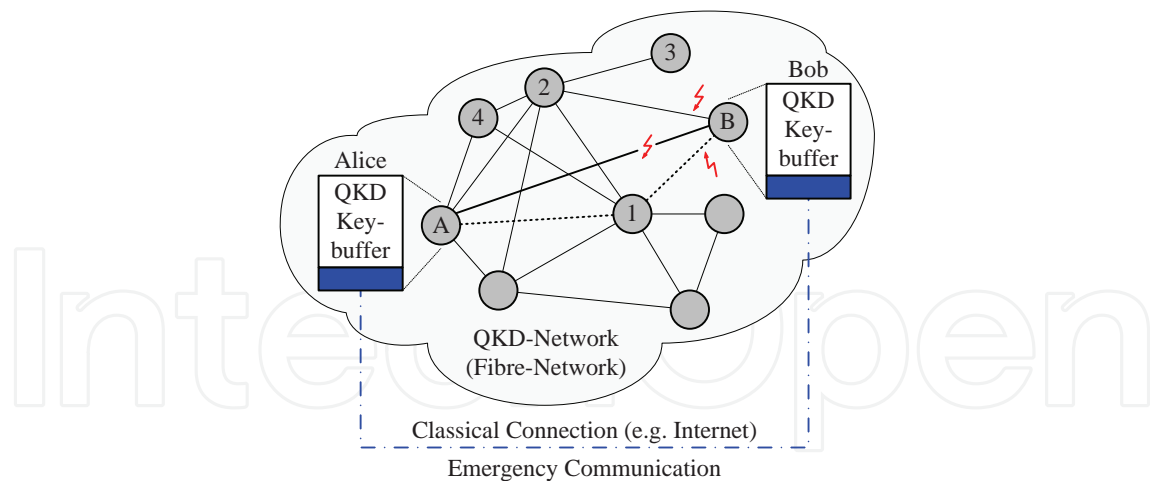 3
2
Bob
QKD
Key-
buffer
B
4
Alice
QKD
Key-
buffer
A
1
QKD-Network
(Fibre-Network)
IntechOpen
Classical Connection (e.g. Internet)
Emergency Communication